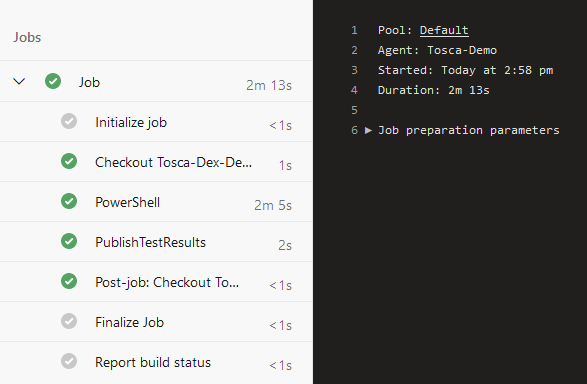 Jobs
Job 2m 13s
Initialize job <1s
Checkout Tosca-Dex-De... 1s
PowerShell 2m 5s
PublishTestResults 2s
Post-job: Checkout To... <1s
Finalize Job <1s
Report build status <1s
1 Pool: Default
2 Agent: Tosca-Demo
3 Started: Today at 2:58 pm
4 Duration: 2m 13s
5
6 Job preparation parameters